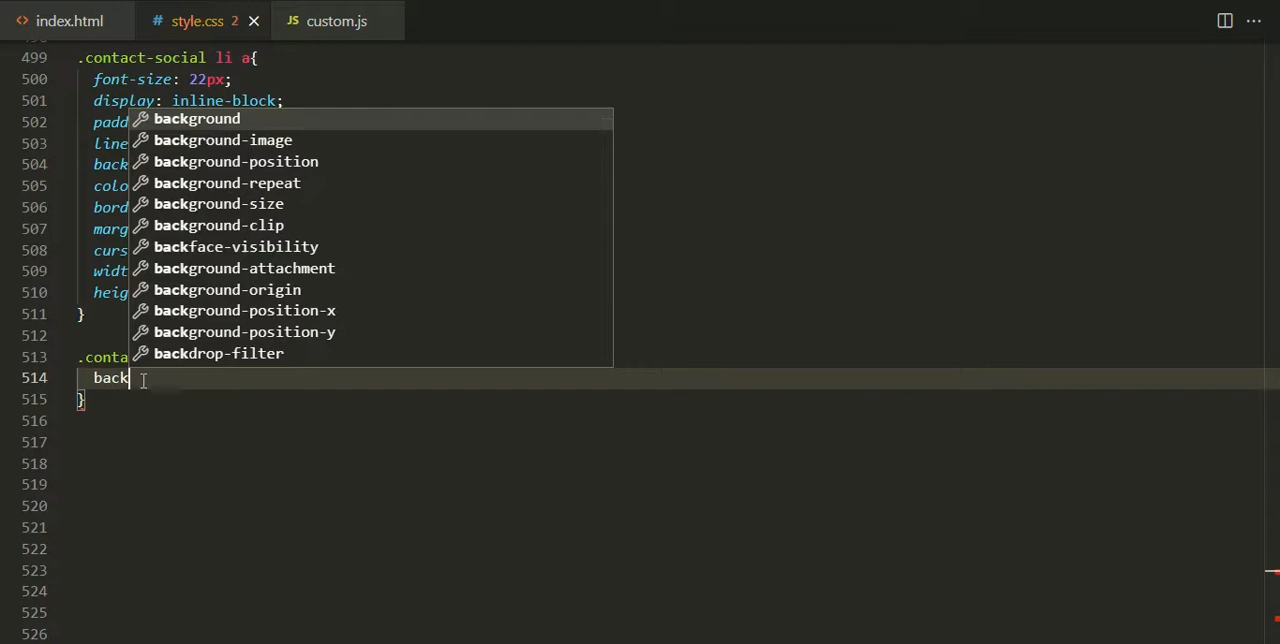 index.html
style.css 2
JS custom.js
499 .contact-social li a{
500 font-size: 22px;
501 display: inline-block;
502 padd
503 line
504 back
505 colo
506 bord
507 marg
508 curs
509 widt
510 heig
511 }
512
513 .conta
514 back
515 }
516
517
518
519
520
521
522
523
524
525
526
background
background-image
background-position
background-repeat
background-size
background-clip
backface-visibility
background-attachment
background-origin
background-position-x
background-position-y
backdrop-filter